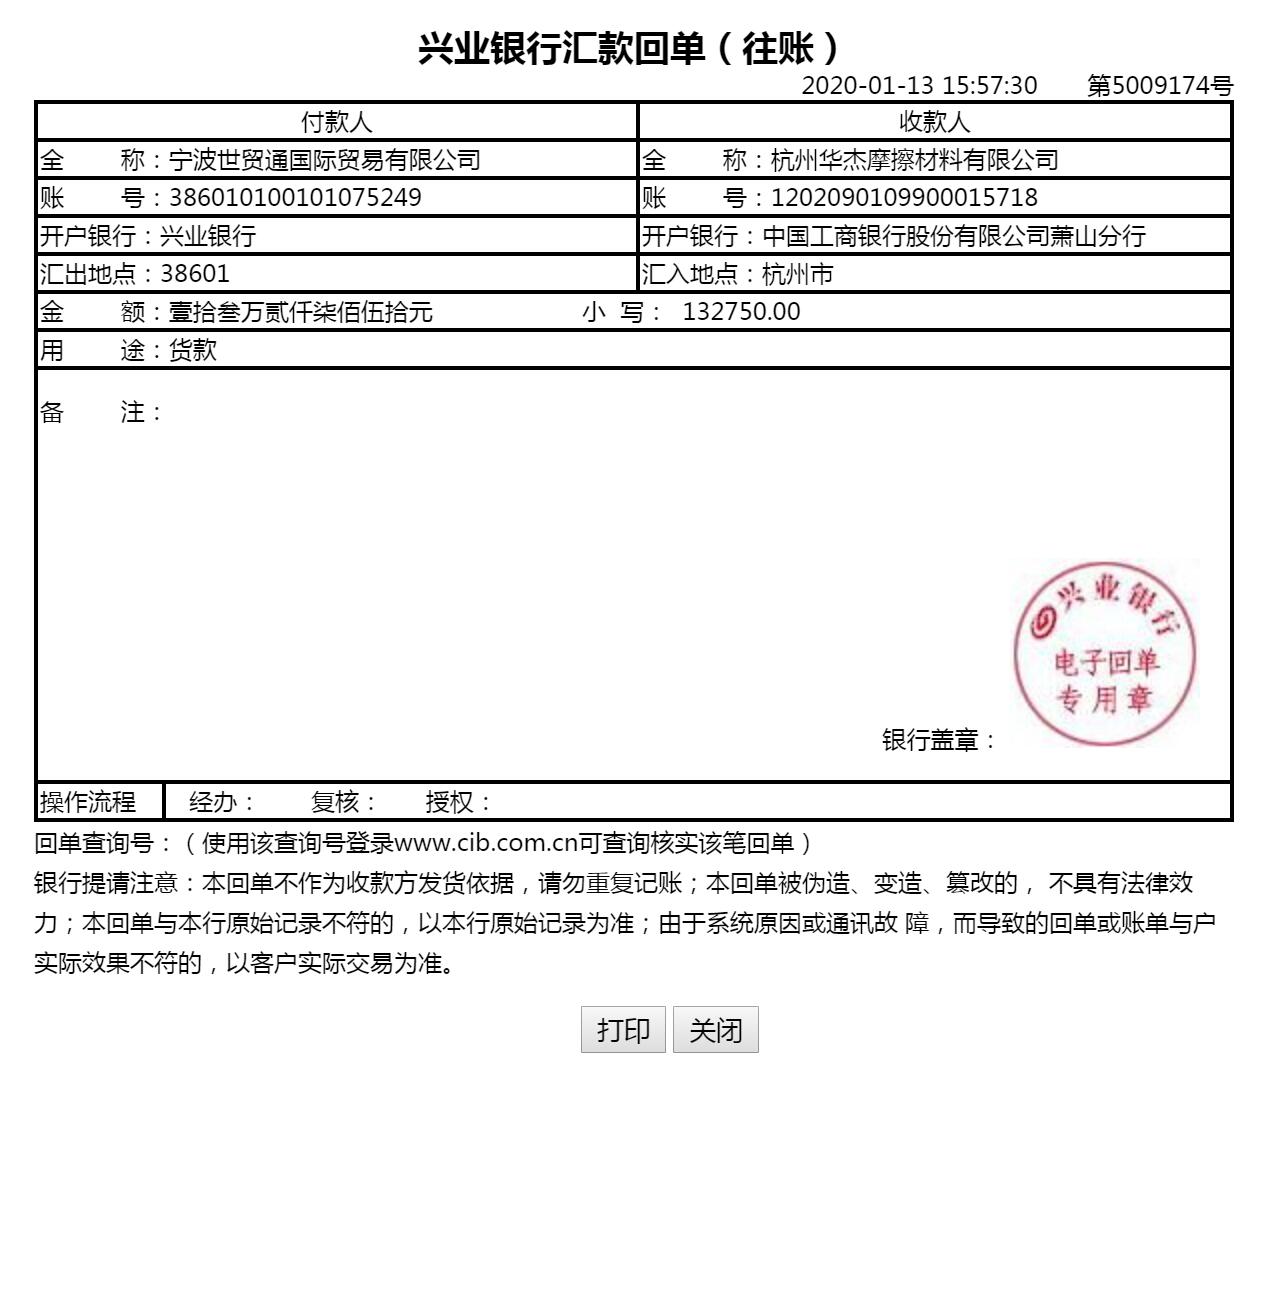 兴业银行汇款回单（往账）
2020-01-13 15:57:30 第5009174号
付款人 收款人
全 称：宁波世贸通国际贸易有限公司 全 称：杭州华杰摩擦材料有限公司
账 号：386010100101075249 账 号：1202090109900015718
开户银行：兴业银行 开户银行：中国工商银行股份有限公司萧山分行
汇出地点：38601 汇入地点：杭州市
金 额：壹拾叁万贰仟柒佰伍拾元 小 写： 132750.00
用 途：货款
备 注：
兴业银行
电子回单
专用章
银行盖章：
操作流程 经办： 复核： 授权：
回单查询号：（使用该查询号登录www.cib.com.cn可查询核实该笔回单）
银行提请注意：本回单不作为收款方发货依据，请勿重复记账；本回单被伪造、变造、篡改的， 不具有法律效
力；本回单与本行原始记录不符的，以本行原始记录为准；由于系统原因或通讯故 障，而导致的回单或账单与户
实际效果不符的，以客户实际交易为准。
打印 关闭